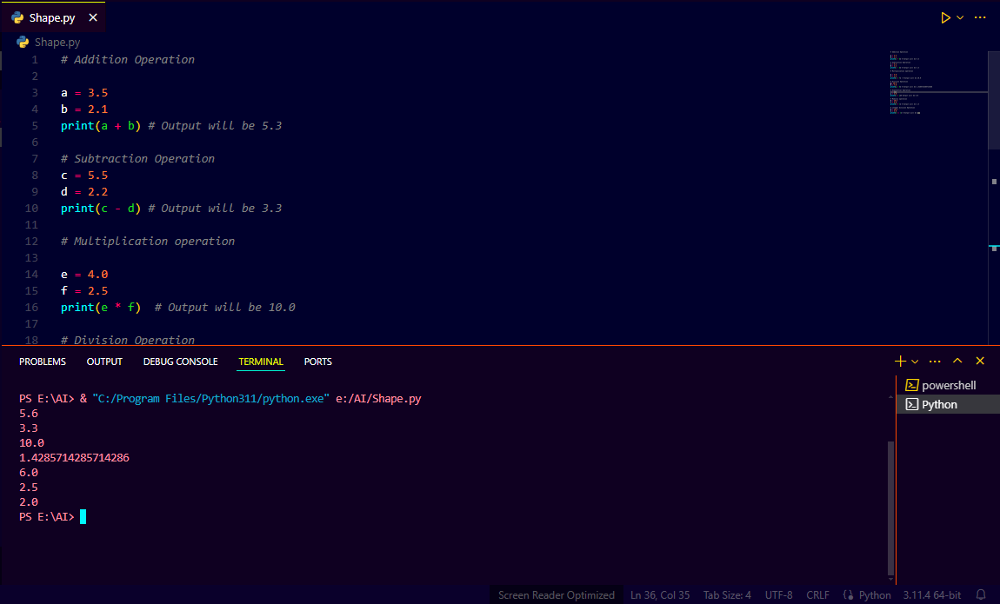 Shape.py
Shape.py
1 # Addition Operation
2
3 a = 3.5
4 b = 2.1
5 print(a + b) # Output will be 5.3
6
7 # Subtraction Operation
8 c = 5.5
9 d = 2.2
10 print(c - d) # Output will be 3.3
11
12 # Multiplication operation
13
14 e = 4.0
15 f = 2.5
16 print(e * f)  # Output will be 10.0
17
18 # Division Operation
PROBLEMS OUTPUT DEBUG CONSOLE TERMINAL PORTS
PS E:\AI> & "C:/Program Files/Python311/python.exe" e:/AI/Shape.py
5.6
3.3
10.0
1.4285714285714286
6.0
2.5
2.0
PS E:\AI>
powershell
Python
Screen Reader Optimized Ln 36, Col 35 Tab Size: 4 UTF-8 CRLF Python 3.11.4 64-bit